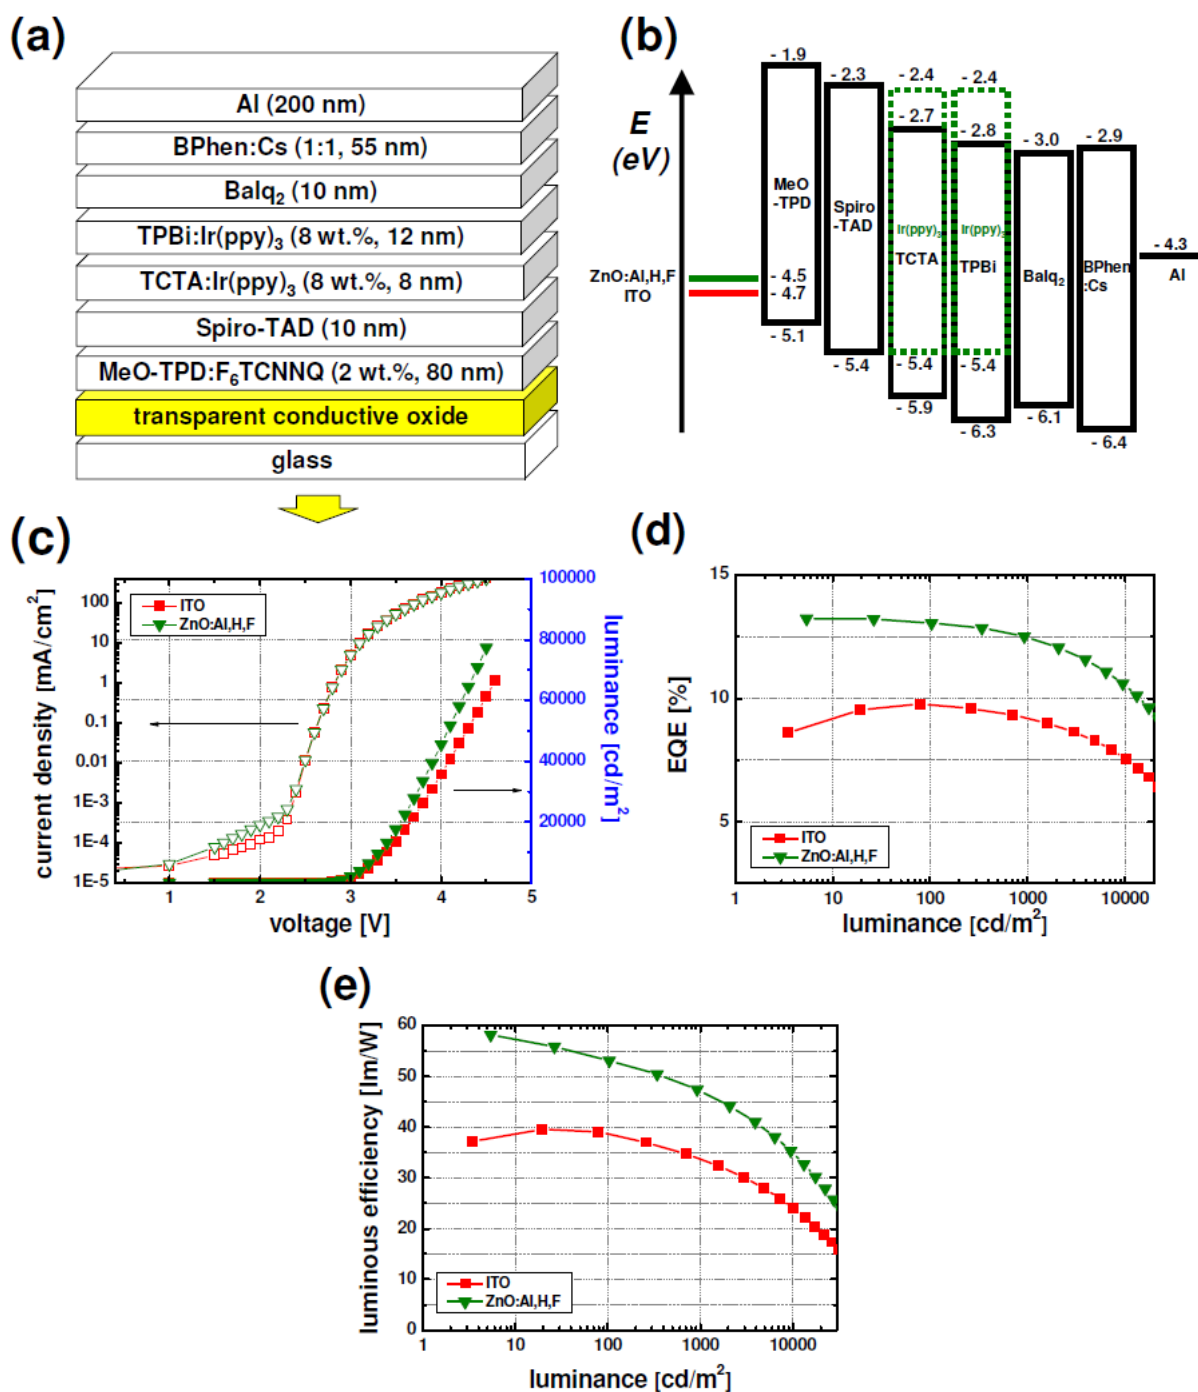 (a)
Al (200 nm)
BPhen:Cs (1:1, 55 nm)
Balq2 (10 nm)
TPBi:Ir(ppy)3 (8 wt.%, 12 nm)
TCTA:Ir(ppy)3 (8 wt.%, 8 nm)
Spiro-TAD (10 nm)
MeO-TPD:F6TCNNQ (2 wt.%, 80 nm)
transparent conductive oxide
glass
(b)
E
(eV)
ZnO:Al,H,F
ITO
- 4.5
- 4.7
- 1.9
MeO
-TPD
- 5.1
- 2.3
Spiro
-TAD
- 5.4
- 2.4
- 2.7
Ir(ppy)3
TCTA
- 5.4
- 5.9
- 2.4
- 2.8
Ir(ppy)3
TPBi
- 5.4
- 6.3
- 3.0
Balq2
- 6.1
- 2.9
BPhen
:Cs
- 6.4
- 4.3
Al
(c)
current density [mA/cm2]
100
10
1
0.1
0.01
1E-3
1E-4
1E-5
ITO
ZnO:Al,H,F
1 2 3 4 5
voltage [V]
100000
80000
60000
40000
20000
luminance [cd/m2]
(d)
EQE [%]
15
10
5
ITO
ZnO:Al,H,F
1 10 100 1000 10000
luminance [cd/m2]
(e)
luminous efficiency [lm/W]
60
50
40
30
20
10
0
ITO
ZnO:Al,H,F
1 10 100 1000 10000
luminance [cd/m2]